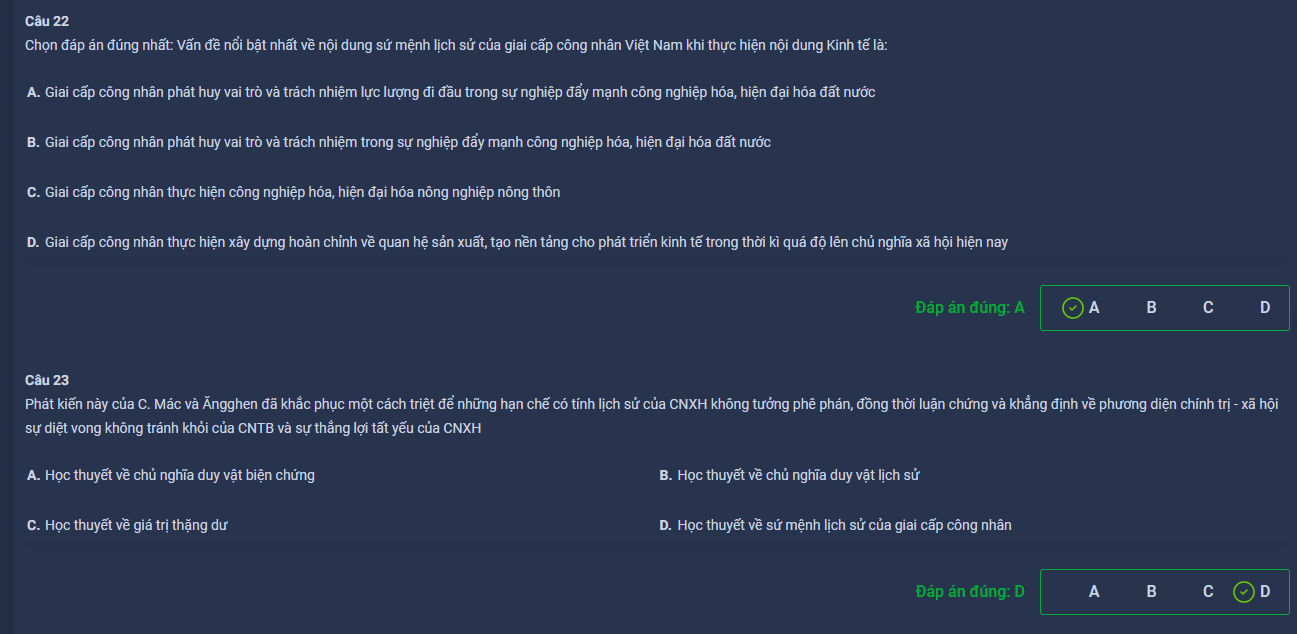 Câu 22
Chọn đáp án đúng nhất: Vấn đề nổi bật nhất về nội dung sứ mệnh lịch sử của giai cấp công nhân Việt Nam khi thực hiện nội dung Kinh tế là:
A. Giai cấp công nhân phát huy vai trò và trách nhiệm lực lượng đi đầu trong sự nghiệp đẩy mạnh công nghiệp hóa, hiện đại hóa đất nước
B. Giai cấp công nhân phát huy vai trò và trách nhiệm trong sự nghiệp đẩy mạnh công nghiệp hóa, hiện đại hóa đất nước
C. Giai cấp công nhân thực hiện công nghiệp hóa, hiện đại hóa nông nghiệp nông thôn
D. Giai cấp công nhân thực hiện xây dựng hoàn chỉnh về quan hệ sản xuất, tạo nền tảng cho phát triển kinh tế trong thời kì quá độ lên chủ nghĩa xã hội hiện nay
Đáp án đúng: A A B C D
Câu 23
Phát kiến này của C. Mác và Ăngghen đã khắc phục một cách triệt để những hạn chế có tính lịch sử của CNXH không tưởng phê phán, đồng thời luận chứng và khẳng định về phương diện chính trị - xã hội
sự diệt vong không tránh khỏi của CNTB và sự thắng lợi tất yếu của CNXH
A. Học thuyết về chủ nghĩa duy vật biện chứng B. Học thuyết về chủ nghĩa duy vật lịch sử
C. Học thuyết về giá trị thặng dư D. Học thuyết về sứ mệnh lịch sử của giai cấp công nhân
Đáp án đúng: D A B C D